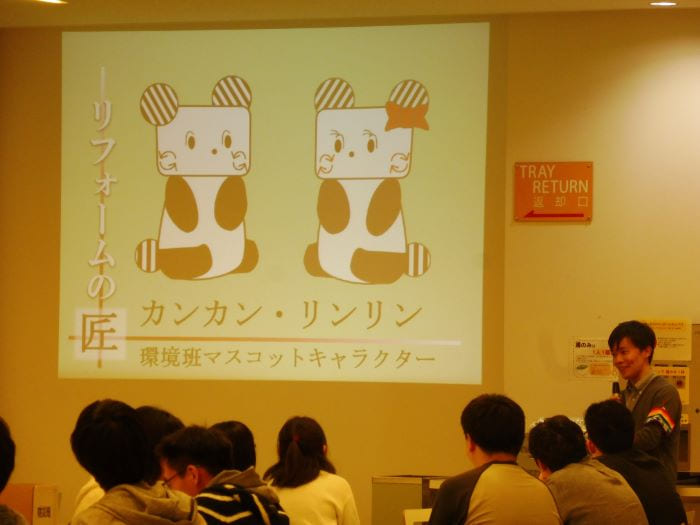 リフォームの匠
カンカン・リンリン
環境班マスコットキャラクター
TRAY
RETURN
返却口